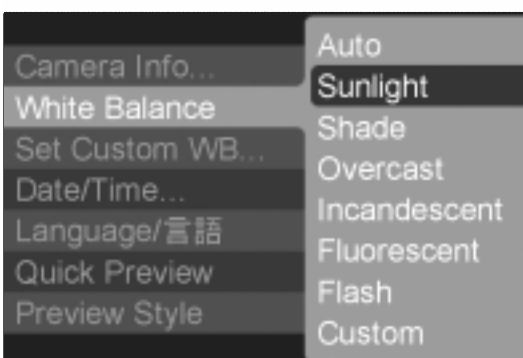 Camera Info...
White Balance
Set Custom WB...
Date/Time...
Language/言語
Quick Preview
Preview Style
Auto
Sunlight
Shade
Overcast
Incandescent
Fluorescent
Flash
Custom